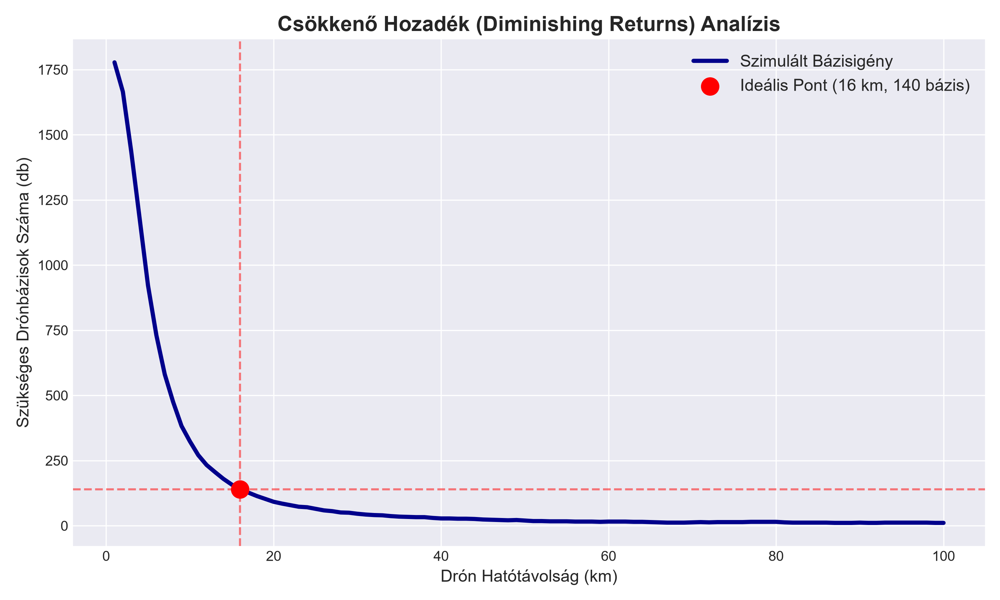 Csökkenő Hozadék (Diminishing Returns) Analízis
Szimulált Bázisigény
Ideális Pont (16 km, 140 bázis)
Szükséges Drónbázisok Száma (db)
1750
1500
1250
1000
750
500
250
0
0 20 40 60 80 100
Drón Hatótávolság (km)